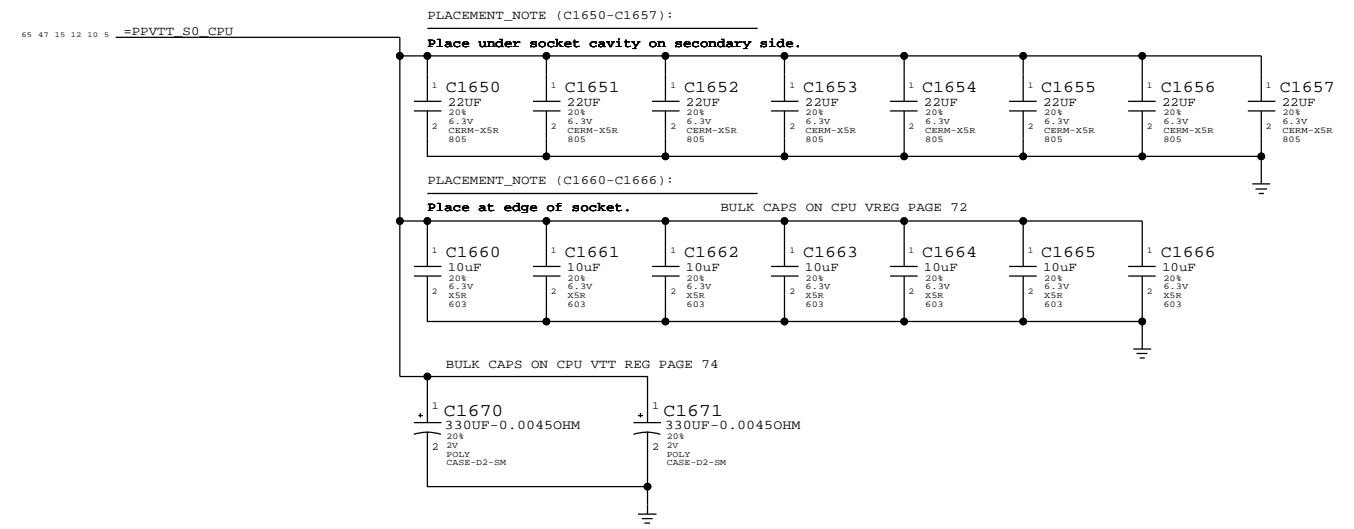 PLACEMENT_NOTE (C1650-C1657):
65 47 15 12 10 5 =PPVTT_S0_CPU
Place under socket cavity on secondary side.
1 C1650 1 C1651 1 C1652 1 C1653 1 C1654 1 C1655 1 C1656 1 C1657
22UF 22UF 22UF 22UF 22UF 22UF 22UF 22UF
20% 20% 20% 20% 20% 20% 20% 20%
6.3V 6.3V 6.3V 6.3V 6.3V 6.3V 6.3V 6.3V
2 CERM-X5R 2 CERM-X5R 2 CERM-X5R 2 CERM-X5R 2 CERM-X5R 2 CERM-X5R 2 CERM-X5R 2 CERM-X5R
805 805 805 805 805 805 805 805
PLACEMENT_NOTE (C1660-C1666):
Place at edge of socket. BULK CAPS ON CPU VREG PAGE 72
1 C1660 1 C1661 1 C1662 1 C1663 1 C1664 1 C1665 1 C1666
10uF 10uF 10uF 10uF 10uF 10uF 10uF
20% 20% 20% 20% 20% 20% 20%
6.3V 6.3V 6.3V 6.3V 6.3V 6.3V 6.3V
2 X5R 2 X5R 2 X5R 2 X5R 2 X5R 2 X5R 2 X5R
603 603 603 603 603 603 603
BULK CAPS ON CPU VTT REG PAGE 74
1 C1670 1 C1671
+ 330UF-0.0045OHM + 330UF-0.0045OHM
20% 20%
2 2V 2 2V
POLY POLY
CASE-D2-SM CASE-D2-SM